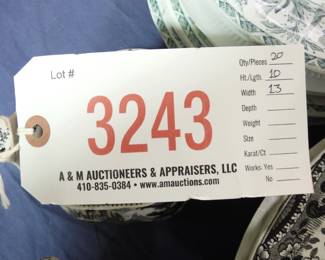 Lot #
3243
A & M AUCTIONEERS & APPRAISERS, LLC
410-835-0384 • www.amauctions.com
Qty/Pieces 20
Ht./Lgth 10
Width 13
Depth
Weight
Size
Karat/Ct
Works: Yes
No